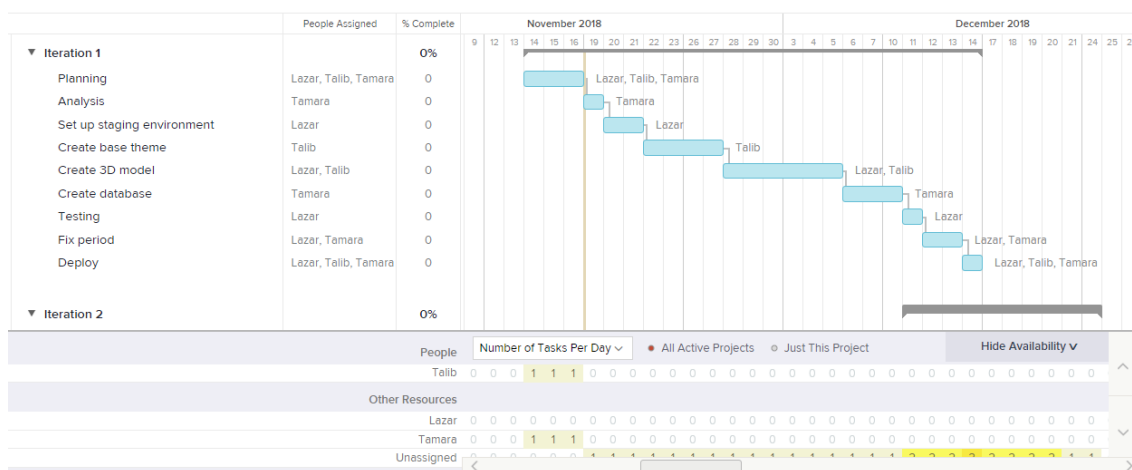 People Assigned % Complete November 2018 December 2018
9 12 13 14 15 16 19 20 21 22 23 26 27 28 29 30 3 4 5 6 7 10 11 12 13 14 17 18 19 20 21 24 25 2
▼ Iteration 1 0%
Planning Lazar, Talib, Tamara 0 Lazar, Talib, Tamara
Analysis Tamara 0 Tamara
Set up staging environment Lazar 0 Lazar
Create base theme Talib 0 Talib
Create 3D model Lazar, Talib 0 Lazar, Talib
Create database Tamara 0 Tamara
Testing Lazar 0 Lazar
Fix period Lazar, Tamara 0 Lazar, Tamara
Deploy Lazar, Talib, Tamara 0 Lazar, Talib, Tamara
▼ Iteration 2 0%
People Number of Tasks Per Day All Active Projects Just This Project Hide Availability
Talib 0 0 0 1 1 1 0 0 0 0 0 0 0 0 0 0 0 0 0 0 0 0 0 0 0 0 0 0 0 0 0 0
Other Resources
Lazar 0 0 0 0 0 0 0 0 0 0 0 0 0 0 0 0 0 0 0 0 0 0 0 0 0 0 0 0 0 0 0 0
Tamara 0 0 0 1 1 1 0 0 0 0 0 0 0 0 0 0 0 0 0 0 0 0 0 0 0 0 0 0 0 0 0 0
Unassigned